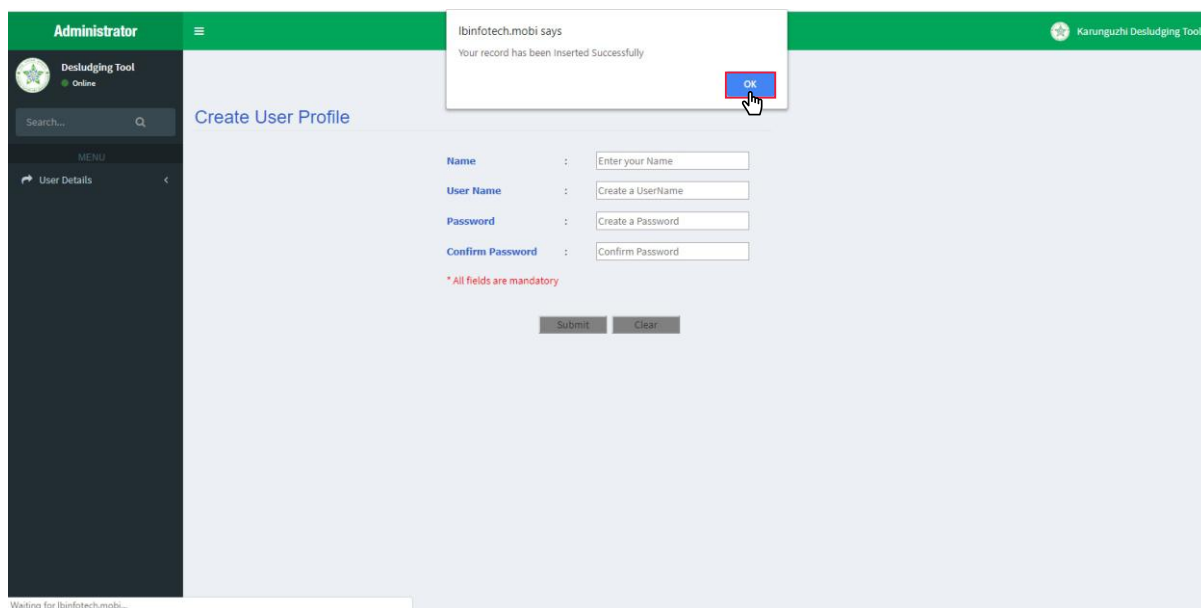 Administrator
lbinfotech.mobi says
Your record has been Inserted Successfully
OK
Karunguzhi Desludging Tool
Desludging Tool
Online
Search...
MENU
User Details
Create User Profile
Name : Enter your Name
User Name : Create a UserName
Password : Create a Password
Confirm Password : Confirm Password
* All fields are mandatory
Submit Clear
Waiting for lbinfotech.mobi...